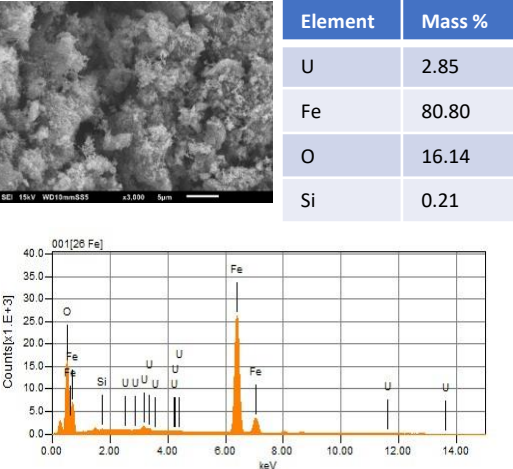 SEI 15kV WD10mmSS5 x3,000 5µm
Element Mass %
U 2.85
Fe 80.80
O 16.14
Si 0.21
001[26 Fe]
Counts[x1.E+3]
40.0
35.0
30.0
25.0
20.0
15.0
10.0
5.0
0.0
O
Fe
Fe
Si
U
U
U
U
U
U
U
U
Fe
Fe
U
U
0.00 2.00 4.00 6.00 8.00 10.00 12.00 14.00
keV